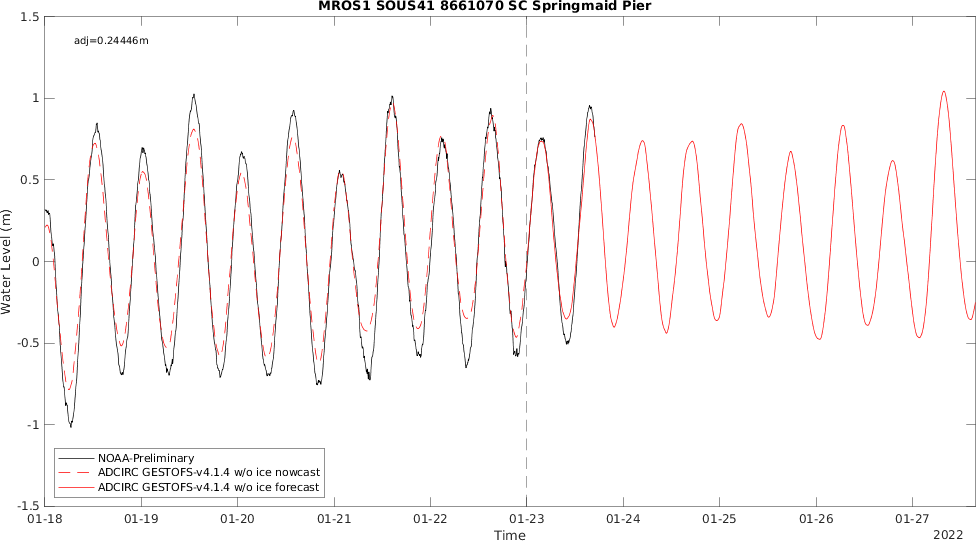 MROS1 SOUS41 8661070 SC Springmaid Pier
adj=0.24446m
1.5
1
0.5
0
-0.5
-1
-1.5
Water Level (m)
NOAA-Preliminary
ADCIRC GESTOFS-v4.1.4 w/o ice nowcast
ADCIRC GESTOFS-v4.1.4 w/o ice forecast
01-18 01-19 01-20 01-21 01-22 01-23 01-24 01-25 01-26 01-27
Time
2022